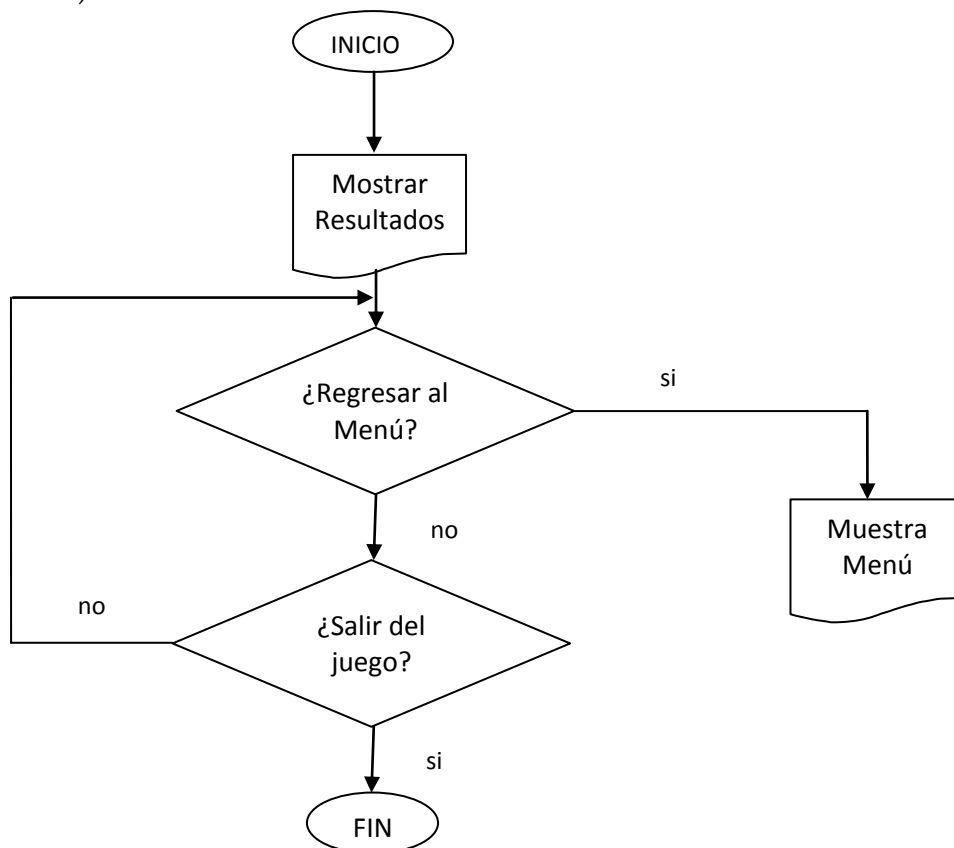 INICIO
Mostrar
Resultados
¿Regresar al
Menú?
si
no
Muestra
Menú
no
¿Salir del
juego?
si
FIN